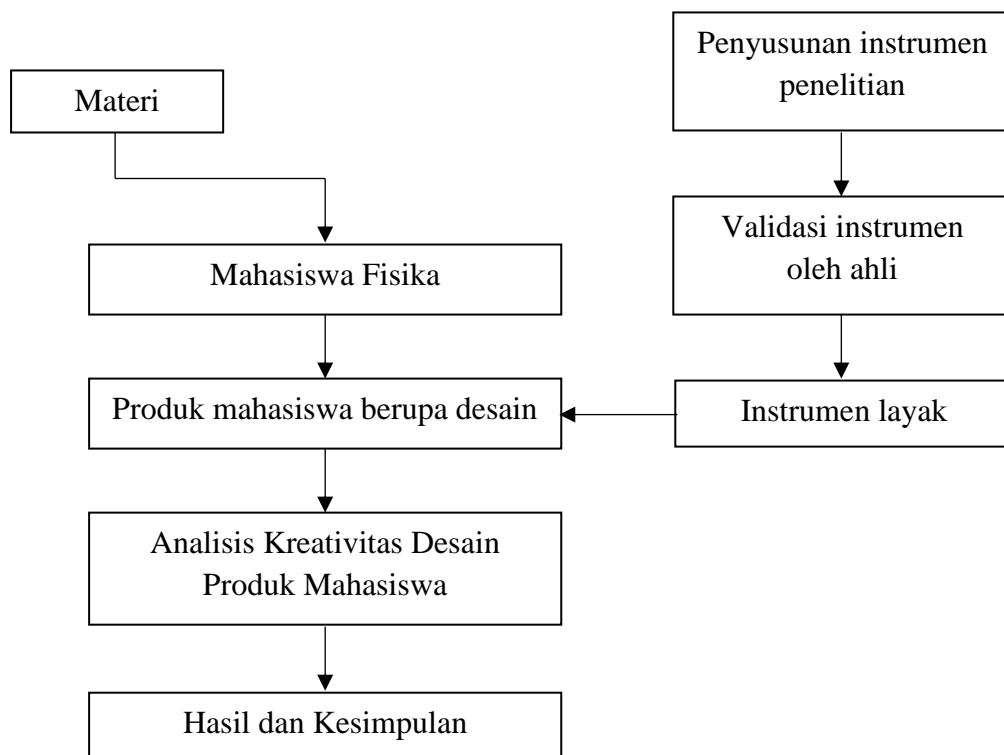 Penyusunan instrumen
penelitian
Materi
Validasi instrumen
oleh ahli
Mahasiswa Fisika
Produk mahasiswa berupa desain
Instrumen layak
Analisis Kreativitas Desain
Produk Mahasiswa
Hasil dan Kesimpulan